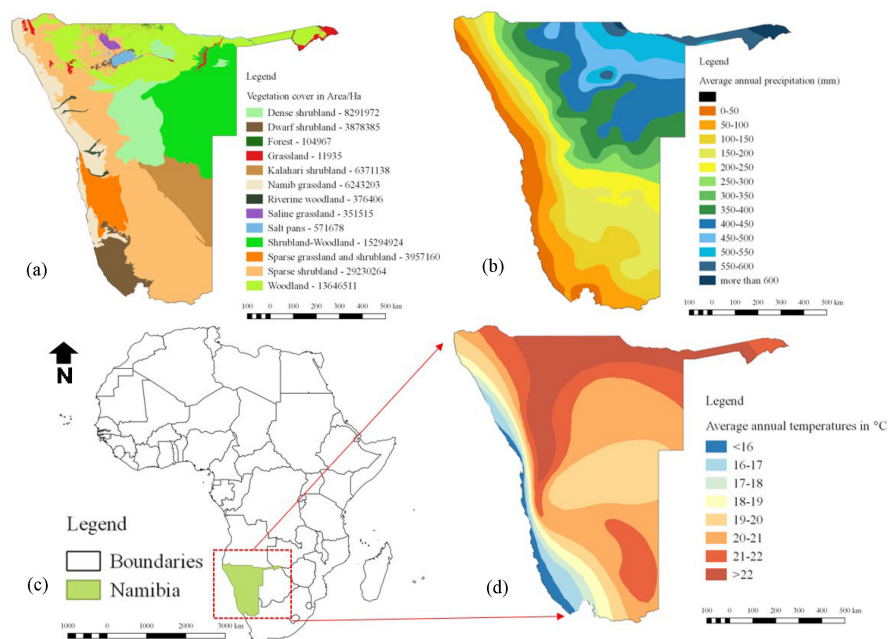 (a)
Legend
Vegetation cover in Area/Ha
Dense shrubland - 8291972
Dwarf shrubland - 3878385
Forest - 104967
Grassland - 11935
Kalahari shrubland - 6371138
Namib grassland - 6243203
Riverine woodland - 376406
Saline grassland - 351515
Salt pans - 571678
Shrubland-Woodland - 15294924
Sparse grassland and shrubland - 3957160
Sparse shrubland - 29230264
Woodland - 13646511
100 0 100 200 300 400 500 km
(b)
Legend
Average annual precipitation (mm)
0-50
50-100
100-150
150-200
200-250
250-300
300-350
350-400
400-450
450-500
500-550
550-600
more than 600
100 0 100 200 300 400 500 km
N
Legend
Boundaries
Namibia
(c)
1000 0 1000 2000 3000 km
(d)
Legend
Average annual temperatures in °C
<16
16-17
17-18
18-19
19-20
20-21
21-22
>22
100 0 100 200 300 400 500 km